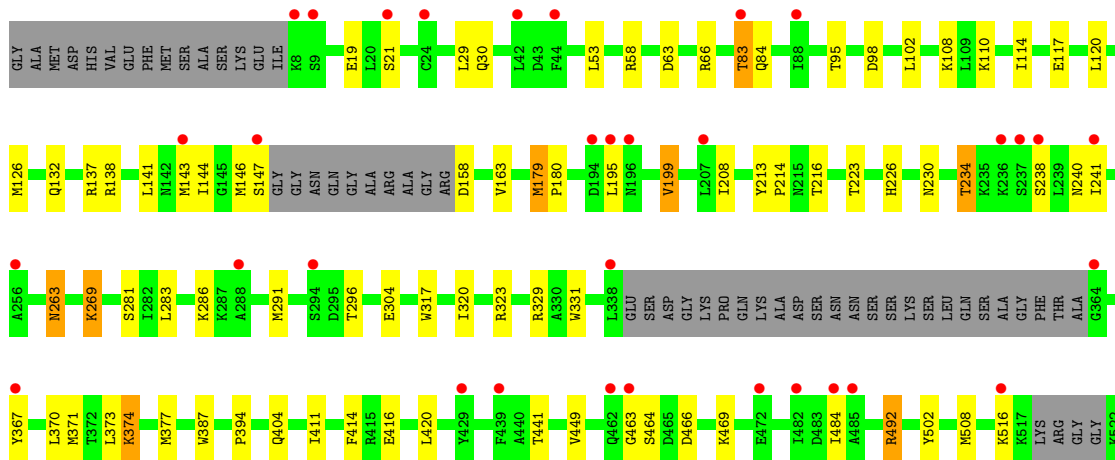 GLY ALA MET ASP HIS VAL GLU PHE MET SER ALA SER LYS GLU ILE K8 S9 E19 L20 S21 C24 L29 Q30 L42 D43 F44 L53 R58 D63 R66 T83 Q84 I88 T95 D98 L102 K108 L109 K110 I114 E117 L120
M126 Q132 R137 R138 L141 N142 M143 I144 G145 M146 S147 GLY GLY ASN GLN GLY ALA ARG ALA GLY ARG D158 V163 M179 P180 D194 L195 N196 V199 L207 I208 Y213 P214 N215 T216 T223 H226 N230 T234 K235 K236 S237 S238 L239 N240 I241
A256 N263 K269 S281 I282 L283 K286 K287 A288 M291 S294 D295 T296 E304 W317 I320 R323 R329 A330 W331 L338 GLU SER ASP GLY LYS PRO GLN LYS ALA ASP SER ASN ASN SER SER LYS SER LEU GLN SER ALA GLY PHE THR ALA G364
Y367 L370 M371 T372 L373 K374 M377 W387 P394 Q404 I411 F414 R415 E416 L420 Y429 F439 A440 T441 V449 Q462 G463 S464 D465 D466 K469 E472 I482 D483 I484 A485 R492 Y502 M508 K516 K517 LYS ARG GLY GLY